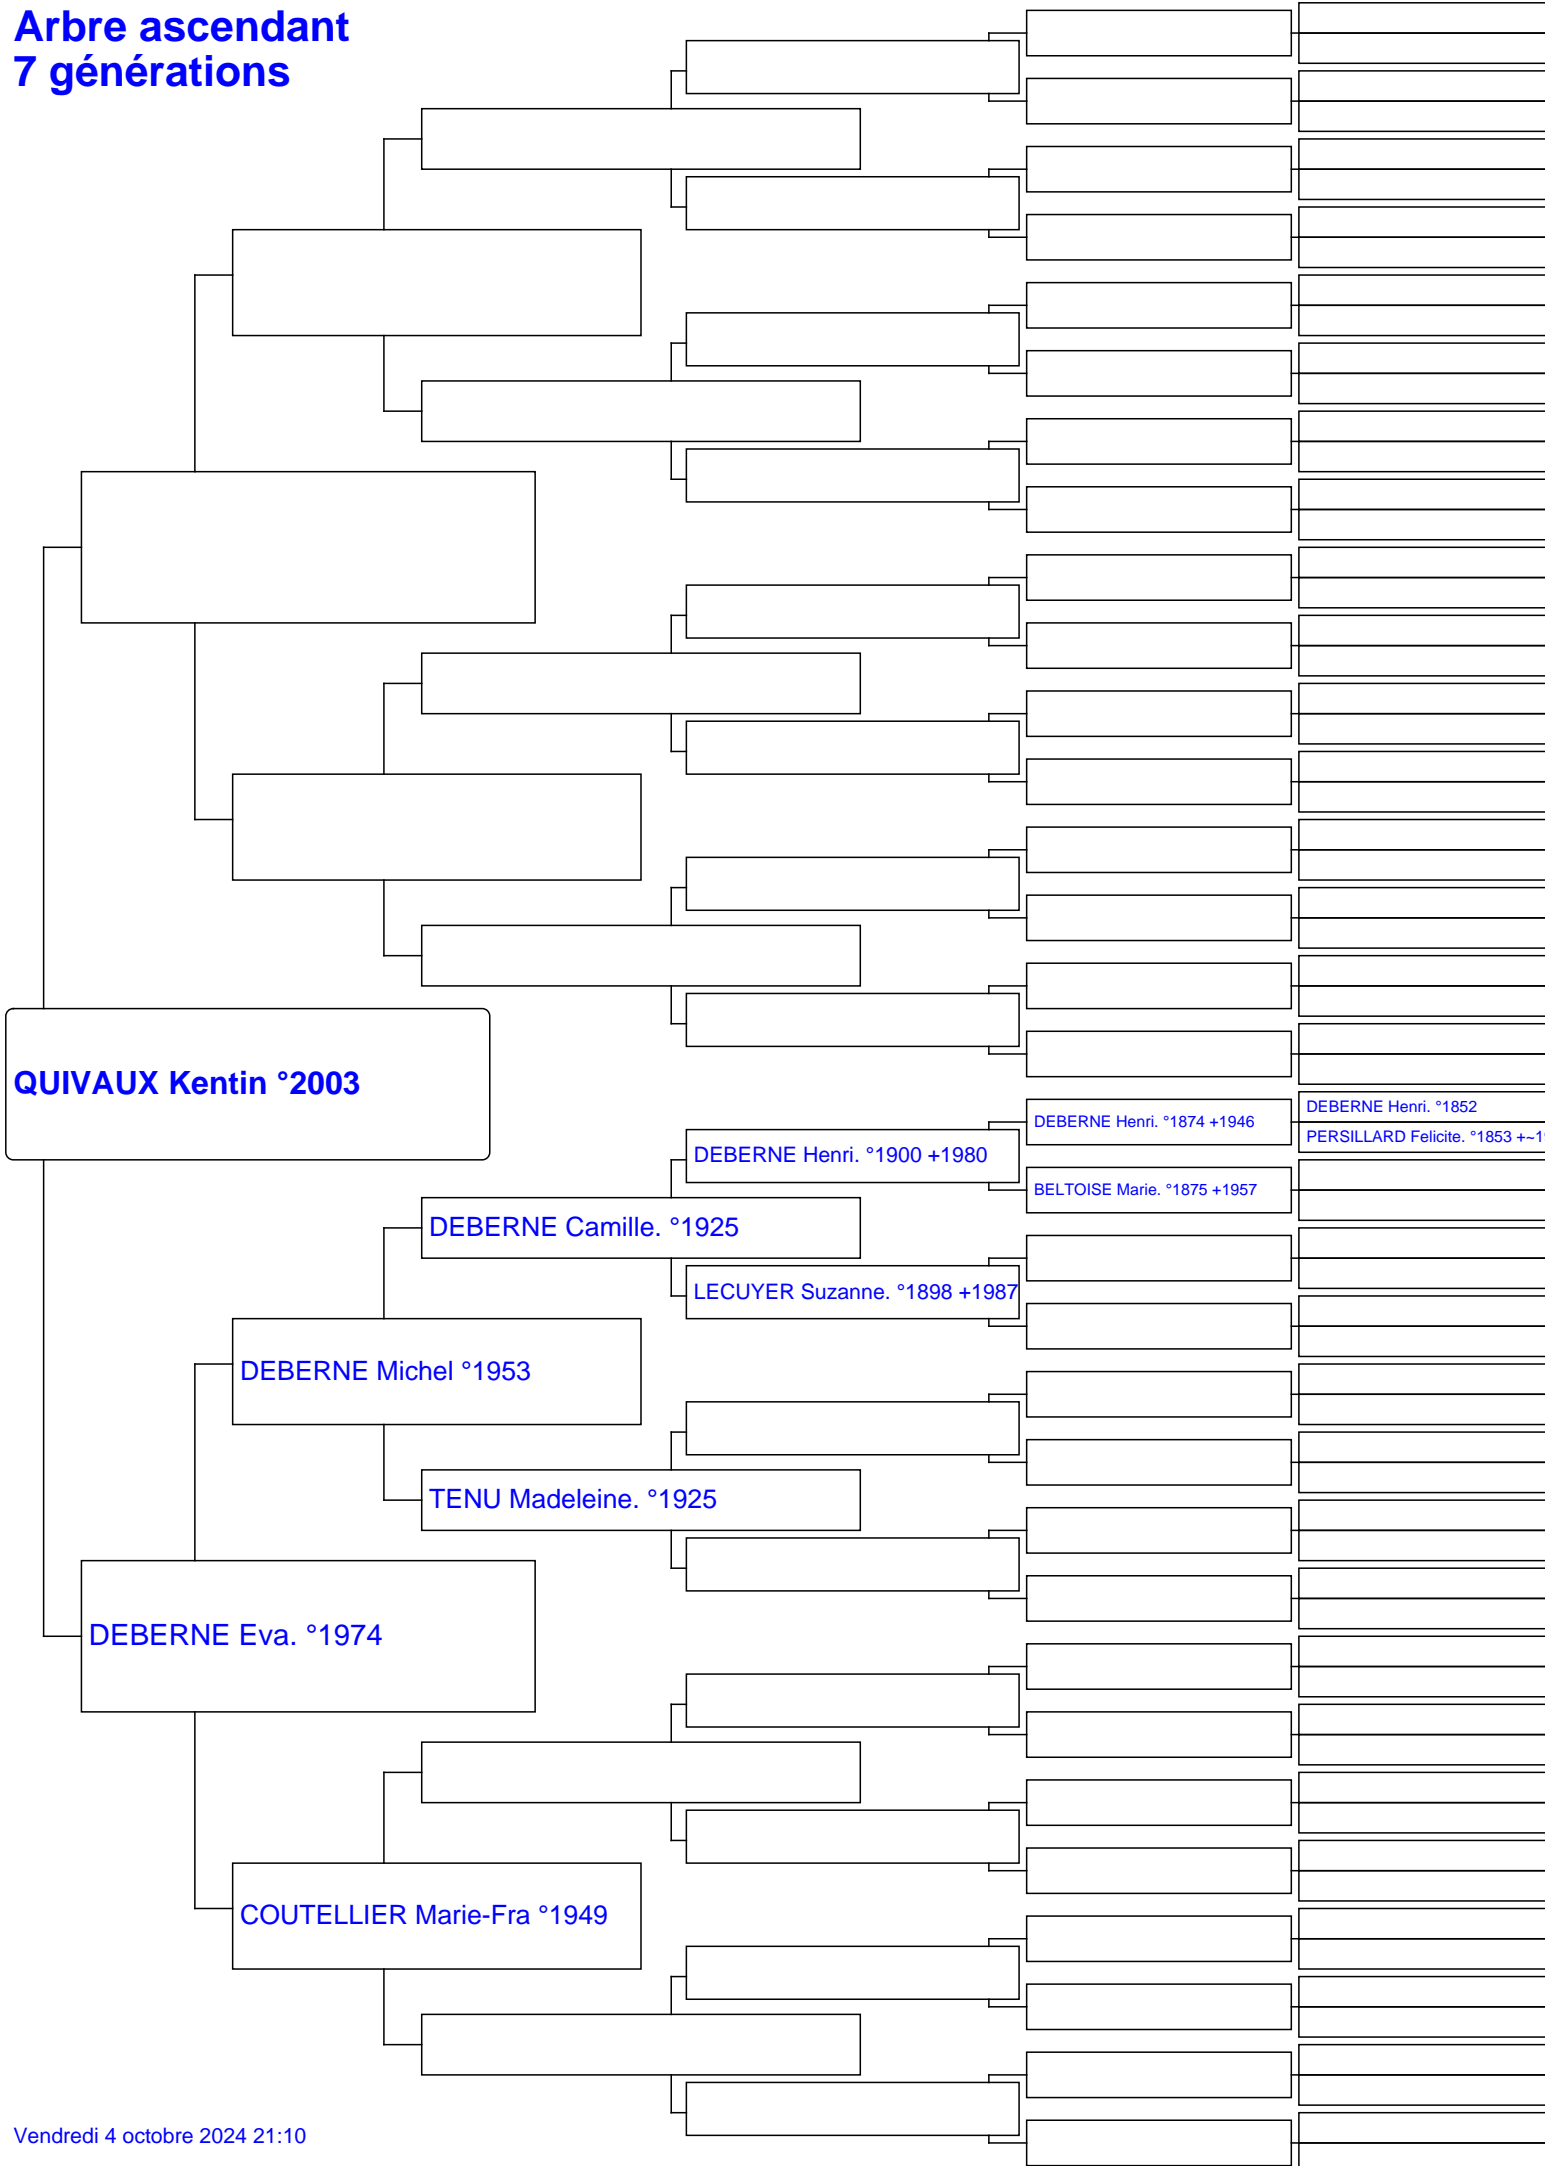 Arbre ascendant
7 générations
DEBERNE Henri. °1852
DEBERNE Henri. °1874 +1946
PERSILLARD Felicite. °1853 +~1
QUIVAUX Kentin °2003
DEBERNE Henri. °1900 +1980
BELTOISE Marie. °1875 +1957
DEBERNE Camille. °1925
LECUYER Suzanne. °1898 +1987
DEBERNE Michel °1953
TENU Madeleine. °1925
DEBERNE Eva. °1974
COUTELLIER Marie-Fra °1949
Vendredi 4 octobre 2024 21:10